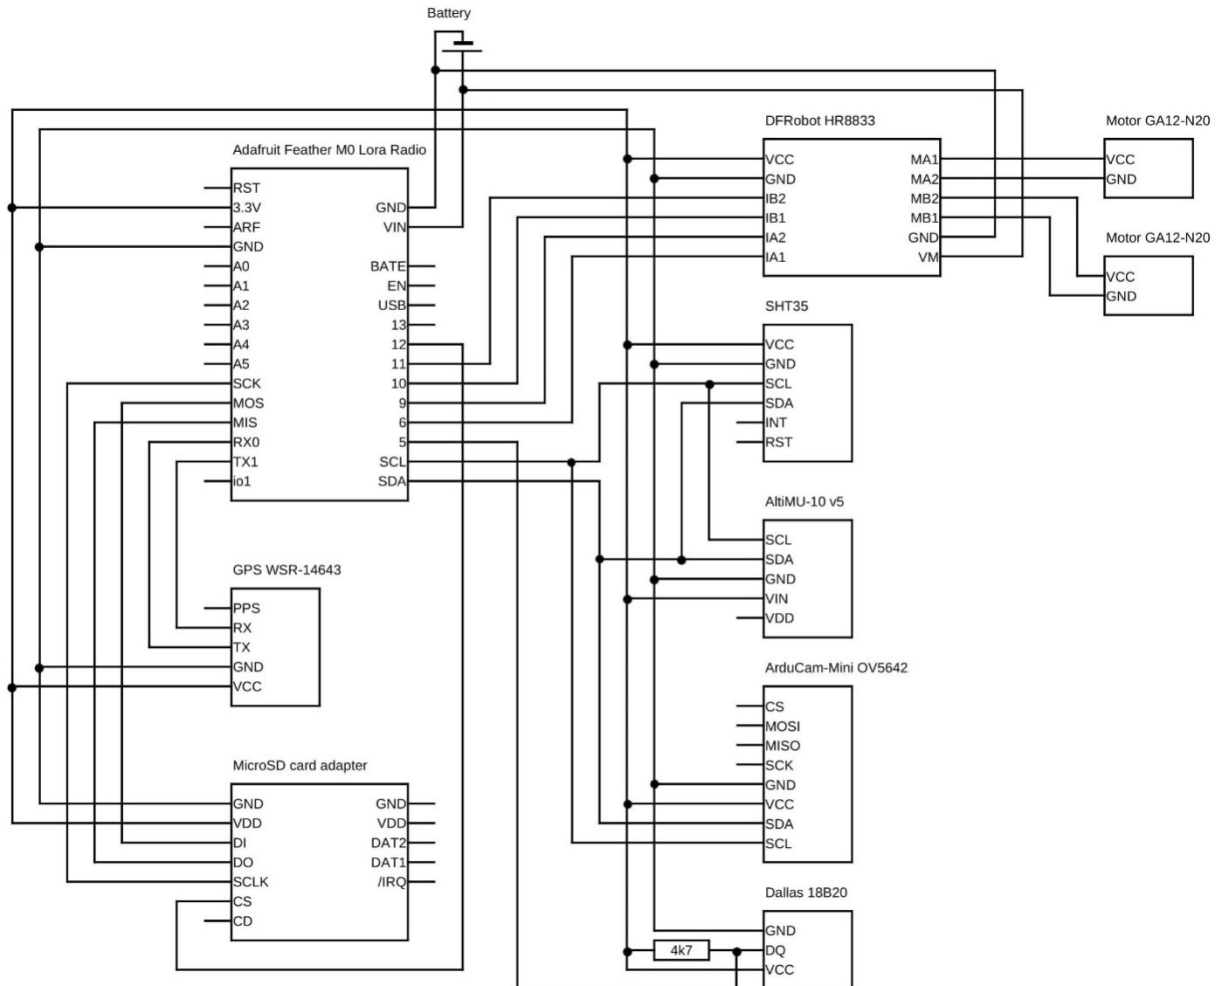 Battery
Adafruit Feather M0 Lora Radio
RST
3.3V
ARF
GND
A0
A1
A2
A3
A4
A5
SCK
MOS
MIS
RX0
TX1
io1
GND
VIN
BATE
EN
USB
13
12
11
10
9
6
5
SCL
SDA
GPS WSR-14643
PPS
RX
TX
GND
VCC
MicroSD card adapter
GND
VDD
DI
DO
SCLK
CS
CD
GND
VDD
DAT2
DAT1
/IRQ
DFRobot HR8833
VCC
GND
IB2
IB1
IA2
IA1
MA1
MA2
MB2
MB1
GND
VM
Motor GA12-N20
VCC
GND
Motor GA12-N20
VCC
GND
SHT35
VCC
GND
SCL
SDA
INT
RST
AltiMU-10 v5
SCL
SDA
GND
VIN
VDD
ArduCam-Mini OV5642
CS
MOSI
MISO
SCK
GND
VCC
SDA
SCL
Dallas 18B20
GND
DQ
VCC
4k7